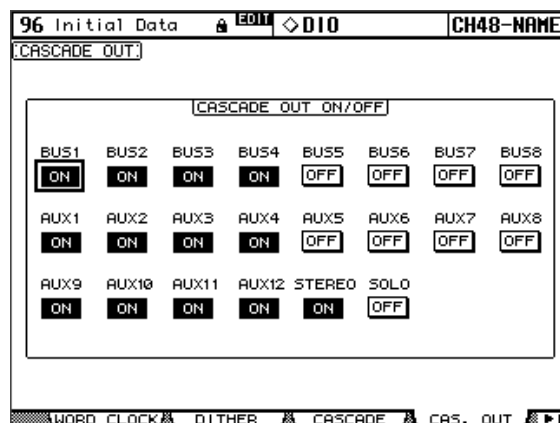 96 Initial Data EDIT ◇DIO CH48-NAME
CASCADE OUT
CASCADE OUT ON/OFF
BUS1 BUS2 BUS3 BUS4 BUS5 BUS6 BUS7 BUS8
ON ON ON ON OFF OFF OFF OFF
AUX1 AUX2 AUX3 AUX4 AUX5 AUX6 AUX7 AUX8
ON ON ON ON OFF OFF OFF OFF
AUX9 AUX10 AUX11 AUX12 STEREO SOLO
ON ON ON ON ON OFF
WORD CLOCK DITHER CASCADE CAS. OUT